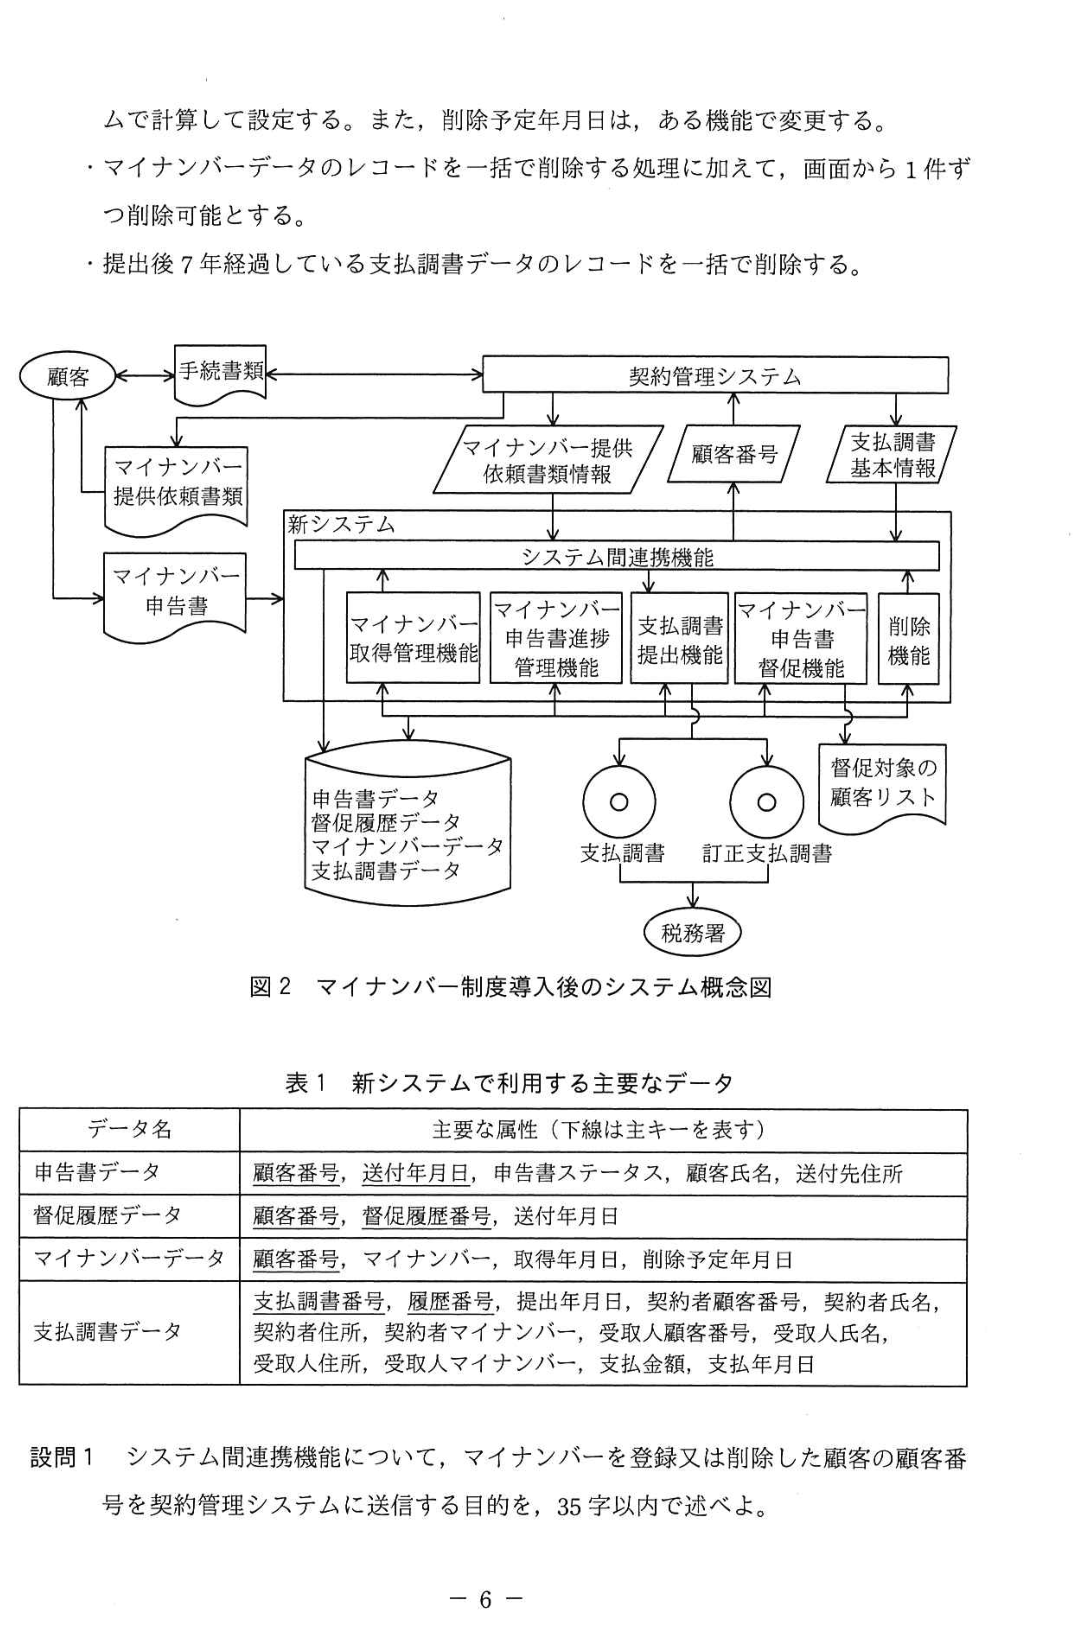 ムで計算して設定する。また，削除予定年月日は，ある機能で変更する。
・マイナンバーデータのレコードを一括で削除する処理に加えて，画面から1件ず
つ削除可能とする。
・提出後7年経過している支払調書データのレコードを一括で削除する。
顧客
手続書類
契約管理システム
マイナンバー
提供依頼書類
マイナンバー提供
依頼書類情報
顧客番号
支払調書
基本情報
新システム
システム間連携機能
マイナンバー
申告書
マイナンバー
取得管理機能
マイナンバー
申告書進捗
管理機能
支払調書
提出機能
マイナンバー
申告書
督促機能
削除
機能
申告書データ
督促履歴データ
マイナンバーデータ
支払調書データ
支払調書
訂正支払調書
督促対象の
顧客リスト
税務署
図2　マイナンバー制度導入後のシステム概念図
表1　新システムで利用する主要なデータ
データ名
主要な属性（下線は主キーを表す）
申告書データ
顧客番号，送付年月日，申告書ステータス，顧客氏名，送付先住所
督促履歴データ
顧客番号，督促履歴番号，送付年月日
マイナンバーデータ
顧客番号，マイナンバー，取得年月日，削除予定年月日
支払調書データ
支払調書番号，履歴番号，提出年月日，契約者顧客番号，契約者氏名，
契約者住所，契約者マイナンバー，受取人顧客番号，受取人氏名，
受取人住所，受取人マイナンバー，支払金額，支払年月日
設問1　システム間連携機能について，マイナンバーを登録又は削除した顧客の顧客番
号を契約管理システムに送信する目的を，35字以内で述べよ。
－ 6 －